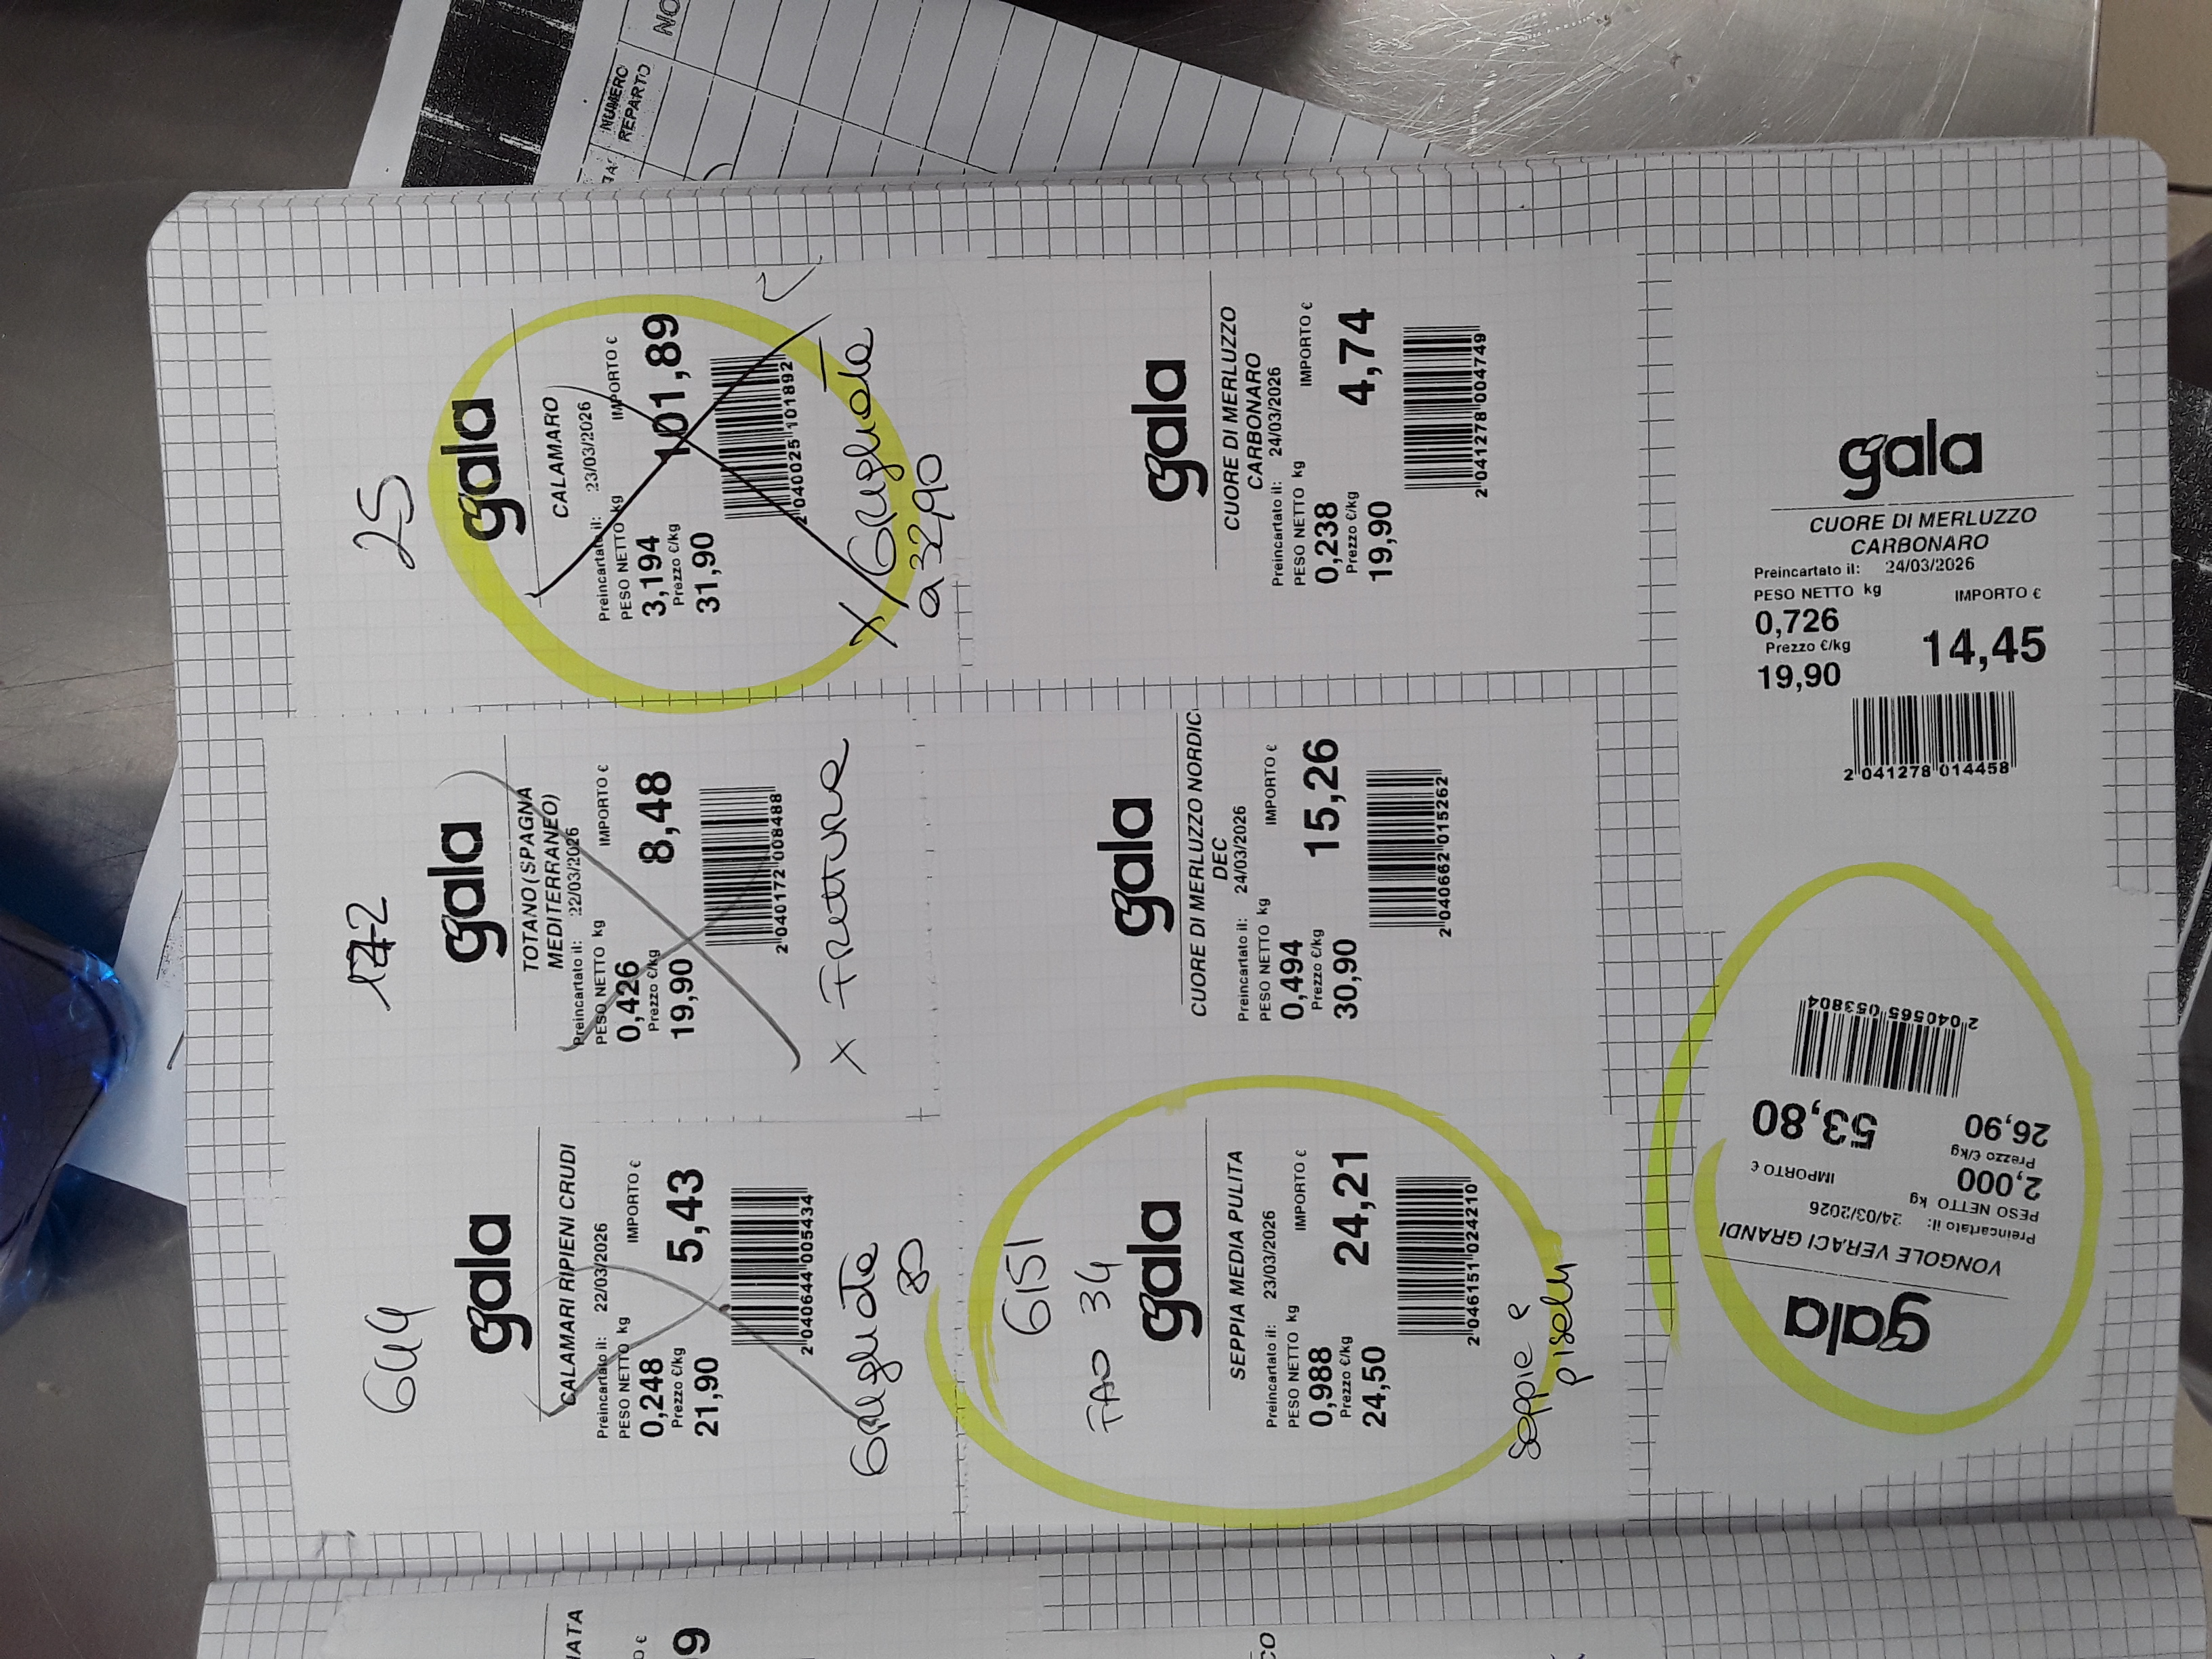 644
gala
CALAMARI RIPIENI CRUDI
Preincartato il: 22/03/2026
PESO NETTO kg IMPORTO €
0,248
Prezzo €/kg
5,43
21,90
2 040644 005434
Grigliata
172
gala
TOTANO (SPAGNA
MEDITERRANEO)
Preincartato il: 22/03/2026
PESO NETTO kg IMPORTO €
0,426
Prezzo €/kg
8,48
19,90
2 040172 008488
x Fritture
25
gala
CALAMARO
Preincartato il: 23/03/2026
PESO NETTO kg IMPORTO €
3,194
Prezzo €/kg
101,89
31,90
2 040025 101892
x Grigliata
a 32,90
6151
FAO 34
gala
SEPPIA MEDIA PULITA
Preincartato il: 23/03/2026
PESO NETTO kg IMPORTO €
0,988
Prezzo €/kg
24,21
24,50
2 046151 024210
seppie e
piselli
gala
CUORE DI MERLUZZO NORDIC
DEC
Preincartato il: 24/03/2026
PESO NETTO kg IMPORTO €
0,494
Prezzo €/kg
15,26
30,90
2 040662 015262
gala
CUORE DI MERLUZZO
CARBONARO
Preincartato il: 24/03/2026
PESO NETTO kg IMPORTO €
0,238
Prezzo €/kg
4,74
19,90
2 041278 004749
gala
VONGOLE VERACI GRANDI
Preincartato il: 24/03/2026
PESO NETTO kg IMPORTO €
2,000
Prezzo €/kg
53,80
26,90
2 040565 053804
gala
CUORE DI MERLUZZO
CARBONARO
Preincartato il: 24/03/2026
PESO NETTO kg IMPORTO €
0,726
Prezzo €/kg
14,45
19,90
2 041278 014458
NUMERO
REPARTO
NO
IATA
O €
9
CO